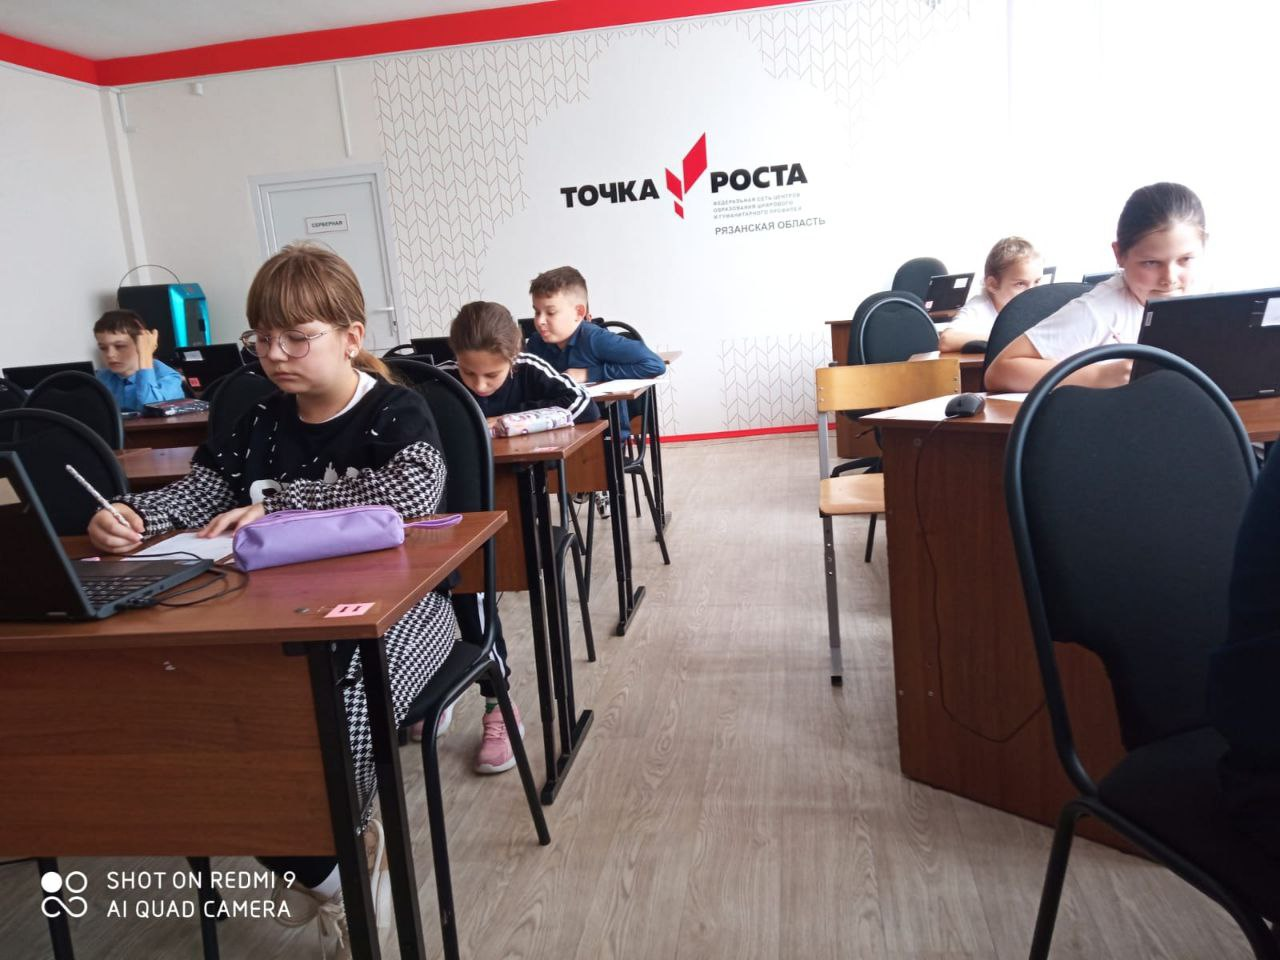 ТОЧКА РОСТА
ФЕДЕРАЛЬНАЯ СЕТЬ ЦЕНТРОВ
ОБРАЗОВАНИЯ ЦИФРОВОГО
И ГУМАНИТАРНОГО ПРОФИЛЕЙ
РЯЗАНСКАЯ ОБЛАСТЬ
СЕРВЕРНАЯ
11
SHOT ON REDMI 9
AI QUAD CAMERA